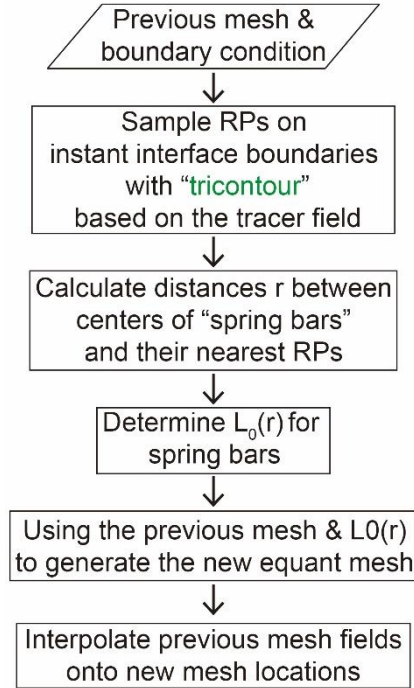 Previous mesh &
boundary condition
Sample RPs on
instant interface boundaries
with “tricontour”
based on the tracer field
Calculate distances r between
centers of “spring bars”
and their nearest RPs
Determine L₀(r) for
spring bars
Using the previous mesh & L0(r)
to generate the new equant mesh
Interpolate previous mesh fields
onto new mesh locations